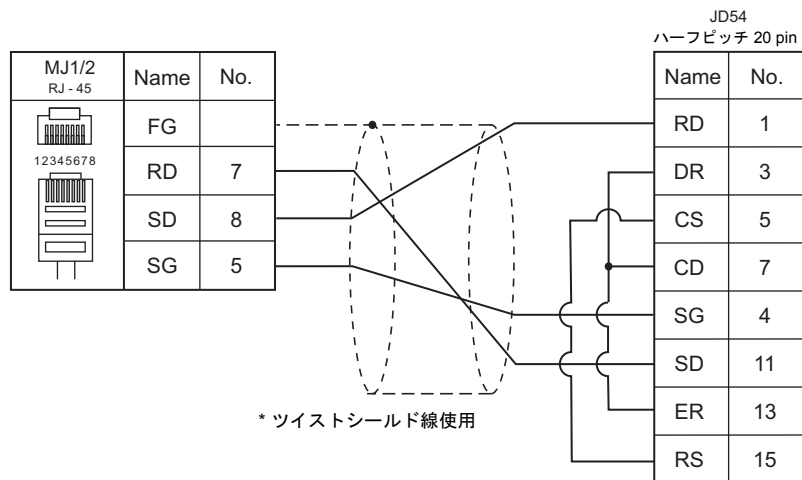 JD54
ハーフピッチ 20 pin
MJ1/2
RJ - 45
Name No.
12345678
FG
RD 7
SD 8
SG 5
Name No.
RD 1
DR 3
CS 5
CD 7
SG 4
SD 11
ER 13
RS 15
* ツイストシールド線使用